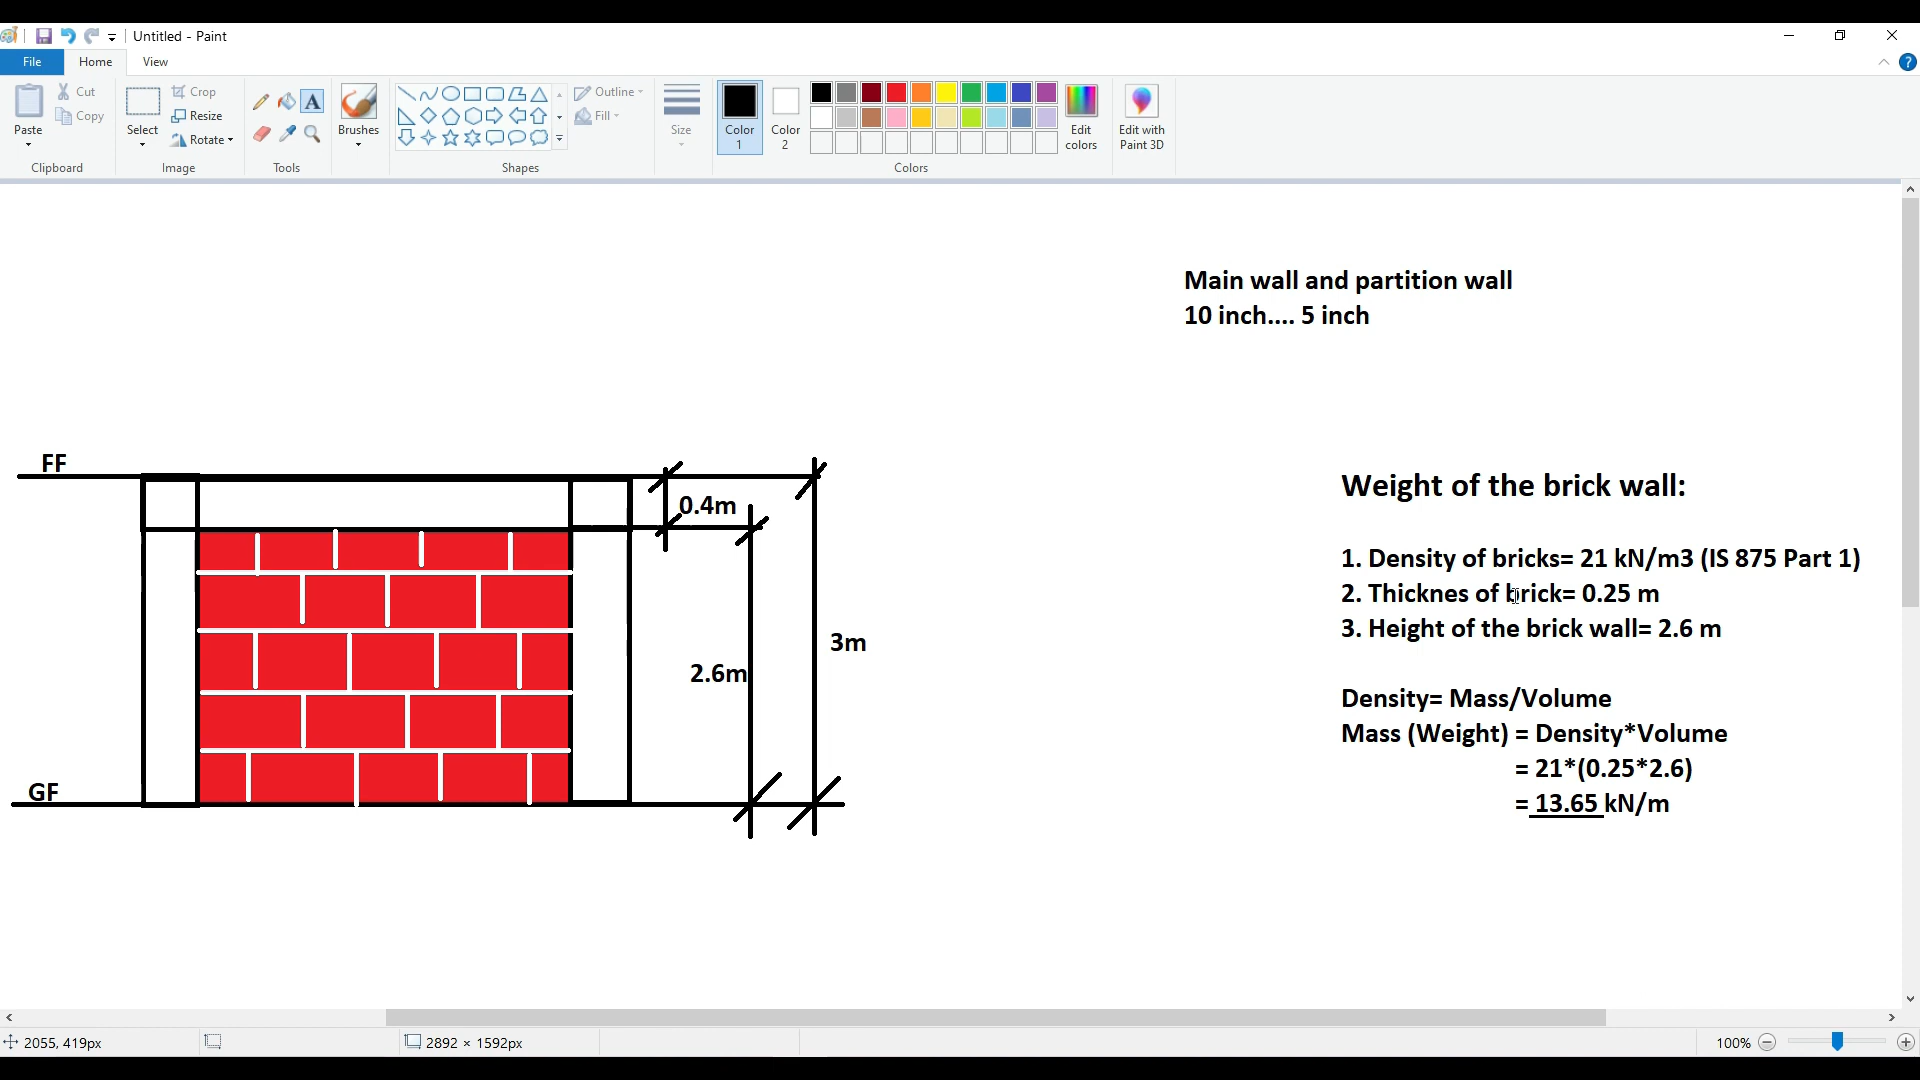 Untitled - Paint
File
Home
View
?
Paste
Cut
Copy
Clipboard
Select
Crop
Resize
Rotate
Image
A
Tools
Brushes
Outline
Fill
Shapes
Size
Color
1
Color
2
Edit
colors
Colors
Edit with
Paint 3D
Main wall and partition wall
10 inch.... 5 inch
FF
0.4m
2.6m
3m
GF
Weight of the brick wall:
1. Density of bricks= 21 kN/m3 (IS 875 Part 1)
2. Thicknes of brick= 0.25 m
3. Height of the brick wall= 2.6 m
Density= Mass/Volume
Mass (Weight) = Density*Volume
= 21*(0.25*2.6)
= 13.65 kN/m
2055, 419px
2892 × 1592px
100%